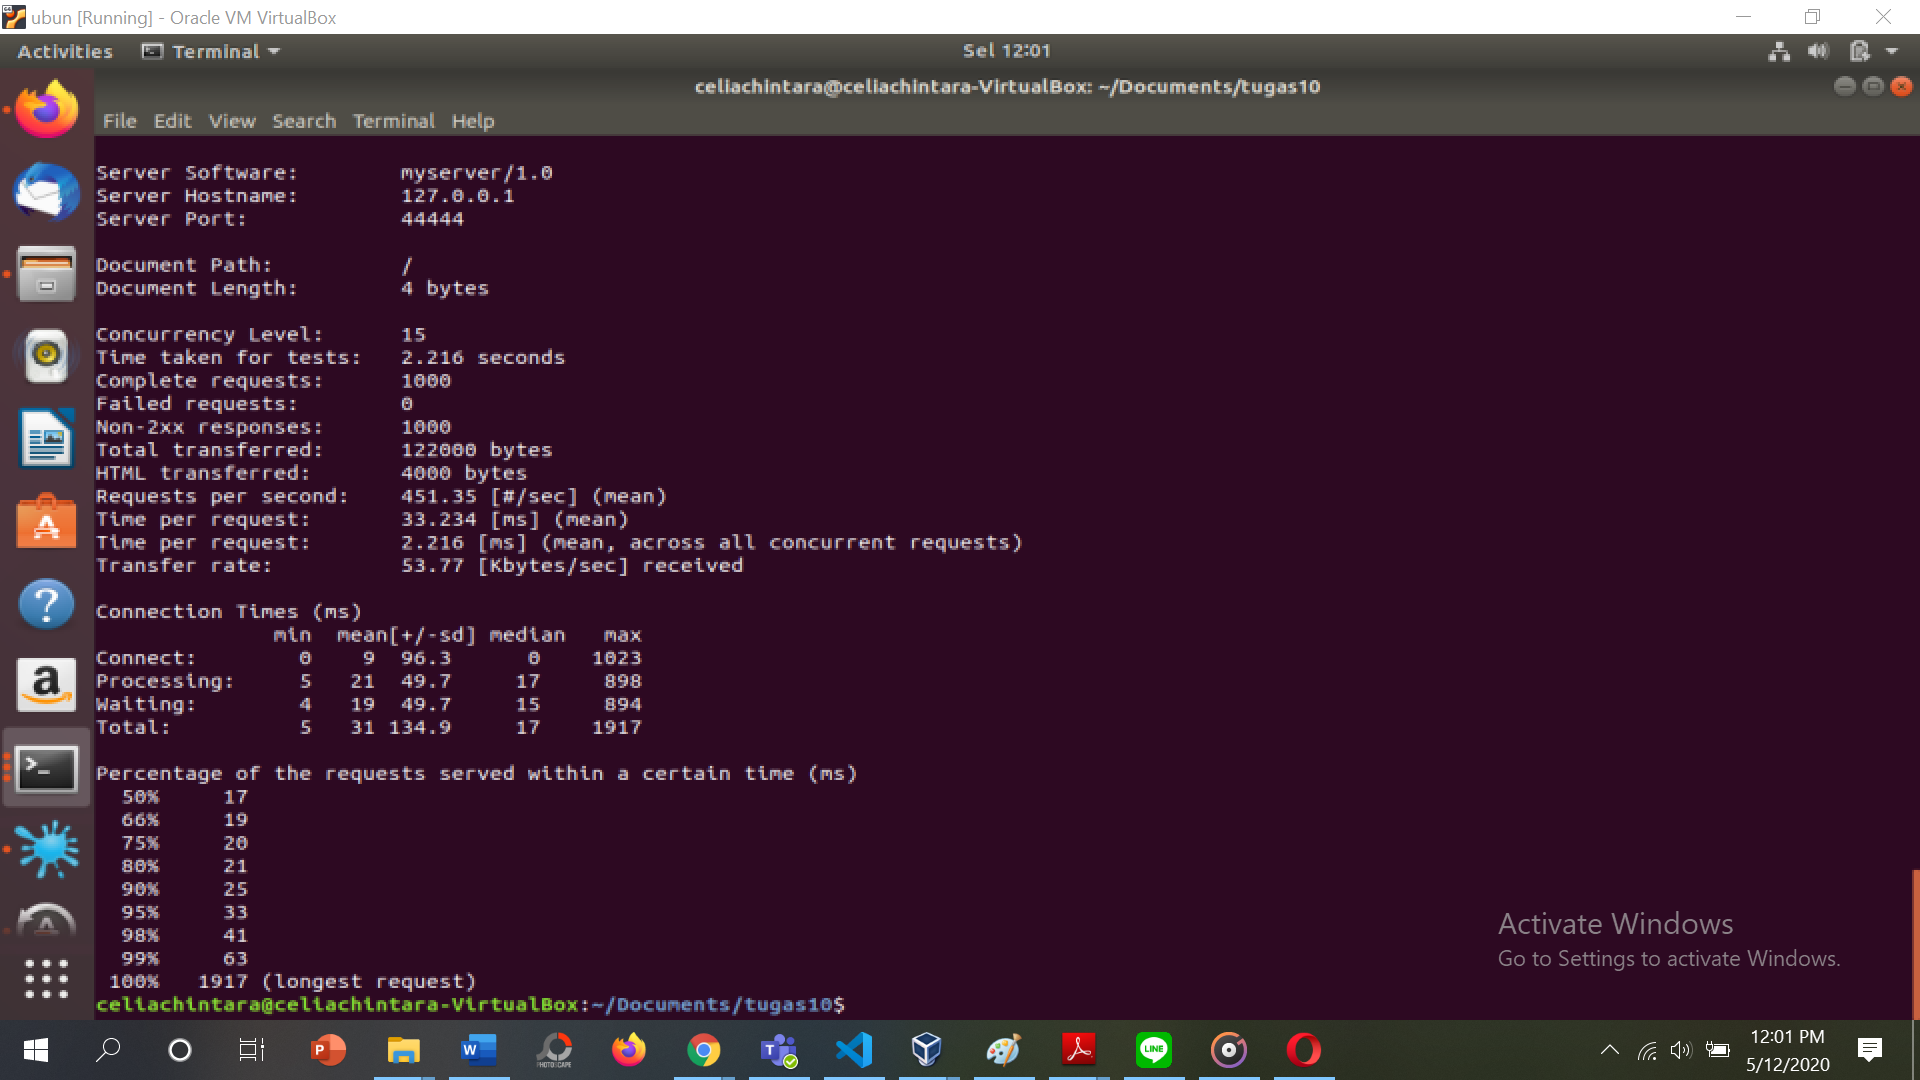 ubun [Running] - Oracle VM VirtualBox
Activities Terminal Sel 12:01
celiachintara@celiachintara-VirtualBox: ~/Documents/tugas10
File Edit View Search Terminal Help
Server Software: myserver/1.0
Server Hostname: 127.0.0.1
Server Port: 44444
Document Path: /
Document Length: 4 bytes
Concurrency Level: 15
Time taken for tests: 2.216 seconds
Complete requests: 1000
Failed requests: 0
Non-2xx responses: 1000
Total transferred: 122000 bytes
HTML transferred: 4000 bytes
Requests per second: 451.35 [#/sec] (mean)
Time per request: 33.234 [ms] (mean)
Time per request: 2.216 [ms] (mean, across all concurrent requests)
Transfer rate: 53.77 [Kbytes/sec] received
Connection Times (ms)
min mean[+/-sd] median max
Connect: 0 9 96.3 0 1023
Processing: 5 21 49.7 17 898
Waiting: 4 19 49.7 15 894
Total: 5 31 134.9 17 1917
Percentage of the requests served within a certain time (ms)
50% 17
66% 19
75% 20
80% 21
90% 25
95% 33
98% 41
99% 63
100% 1917 (longest request)
celiachintara@celiachintara-VirtualBox:~/Documents/tugas10$
Activate Windows
Go to Settings to activate Windows.
PHOTOSCAPE
LINE
12:01 PM
5/12/2020